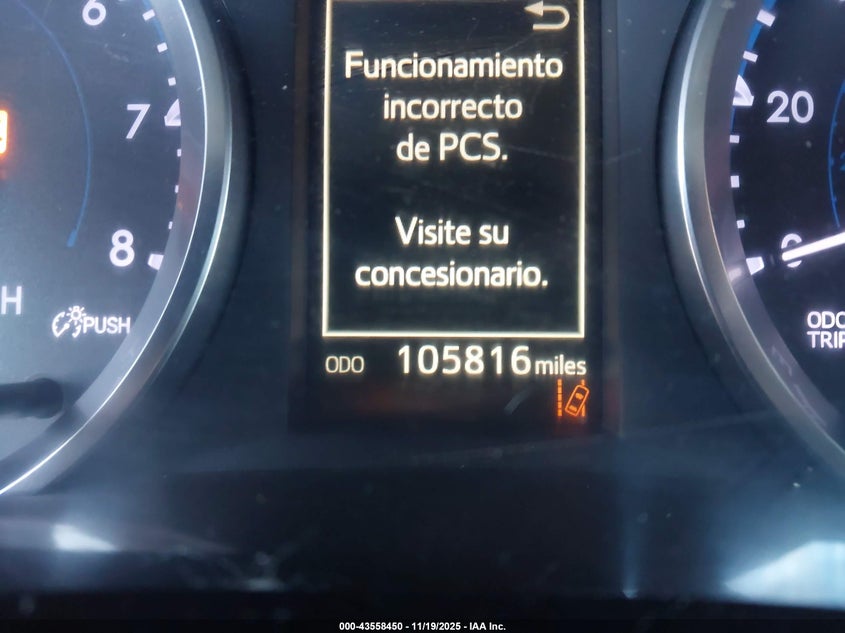 6
7
8
H
PUSH
Funcionamiento
incorrecto
de PCS.
Visite su
concesionario.
ODO 105816 miles
20
0
ODO
TRIP
000-43558450 - 11/19/2025 - IAA Inc.